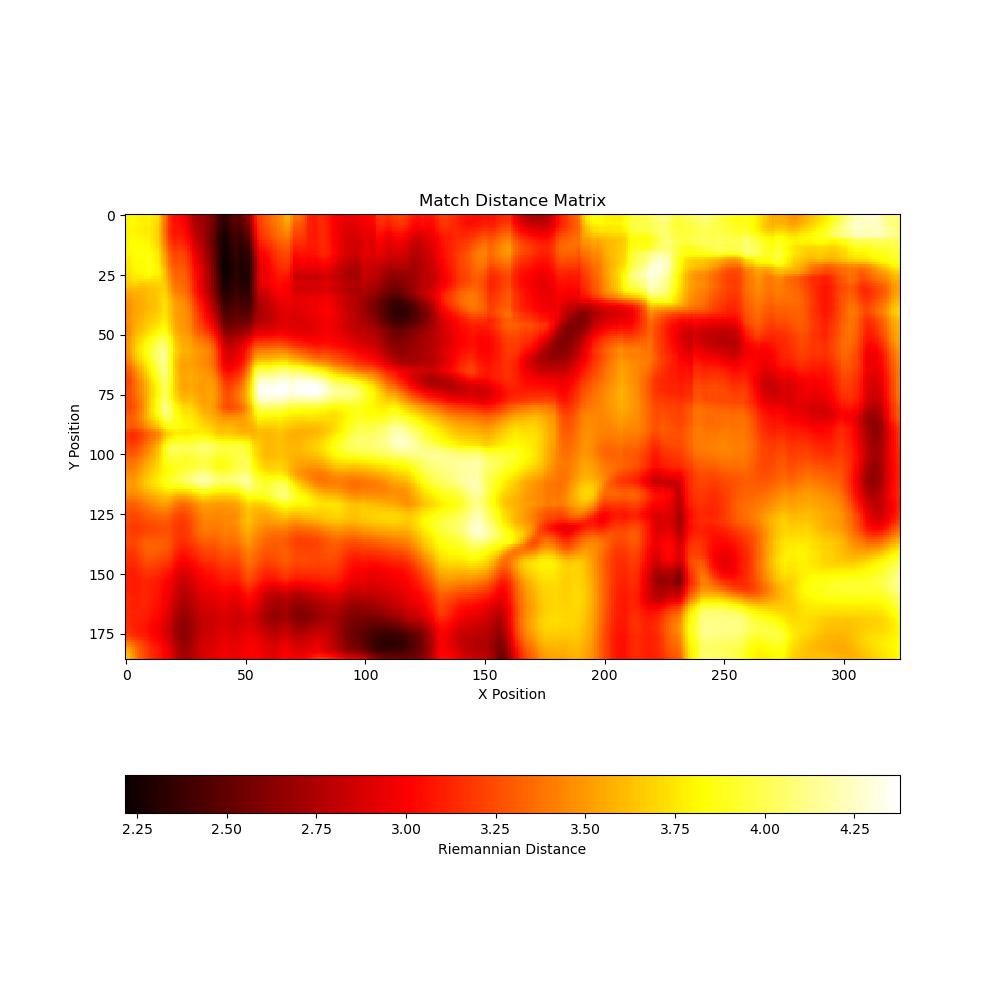 Match Distance Matrix
0
25
50
75
100
125
150
175
Y Position
0 50 100 150 200 250 300
X Position
2.25 2.50 2.75 3.00 3.25 3.50 3.75 4.00 4.25
Riemannian Distance